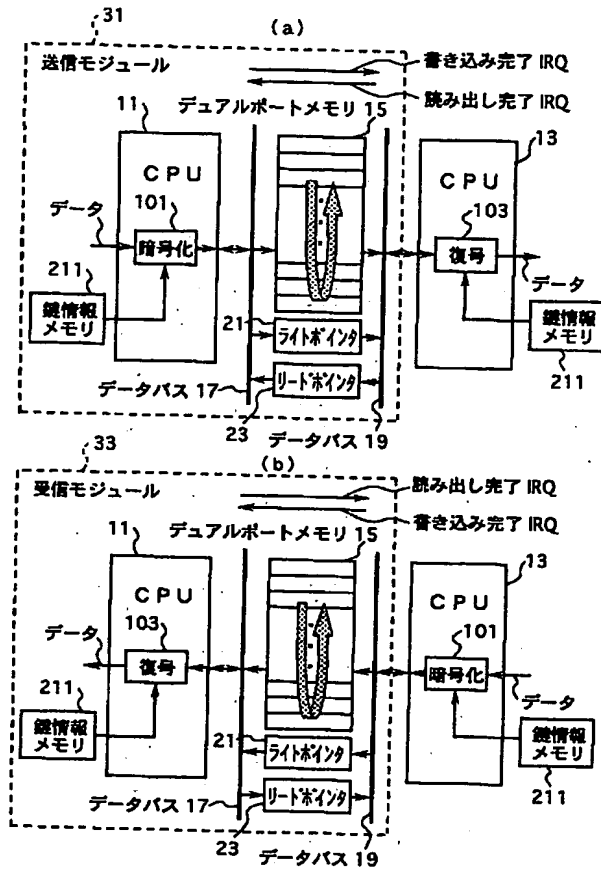 31
(a)
送信モジュール
書き込み完了 IRQ
読み出し完了 IRQ
デュアルポートメモリ 15
11
13
CPU
CPU
データ
101
暗号化
103
復号
データ
211
鍵情報
メモリ
鍵情報
メモリ
211
21
ライトポインタ
リードポインタ
データバス 17
23
データバス 19
33
(b)
受信モジュール
読み出し完了 IRQ
書き込み完了 IRQ
デュアルポートメモリ 15
11
13
CPU
CPU
データ
103
復号
101
暗号化
データ
211
鍵情報
メモリ
鍵情報
メモリ
211
21
ライトポインタ
リードポインタ
データバス 17
23
データバス 19